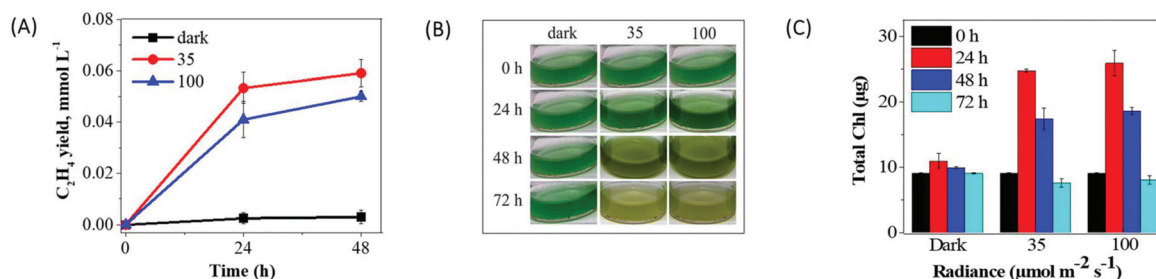 (A)
dark
35
100
C₂H₄ yield, mmol L⁻¹
0.06
0.04
0.02
0.00
0
24
48
Time (h)
(B)
dark
35
100
0 h
24 h
48 h
72 h
(C)
0 h
24 h
48 h
72 h
Total Chl (μg)
30
20
10
0
Dark
35
100
Radiance (μmol m⁻² s⁻¹)